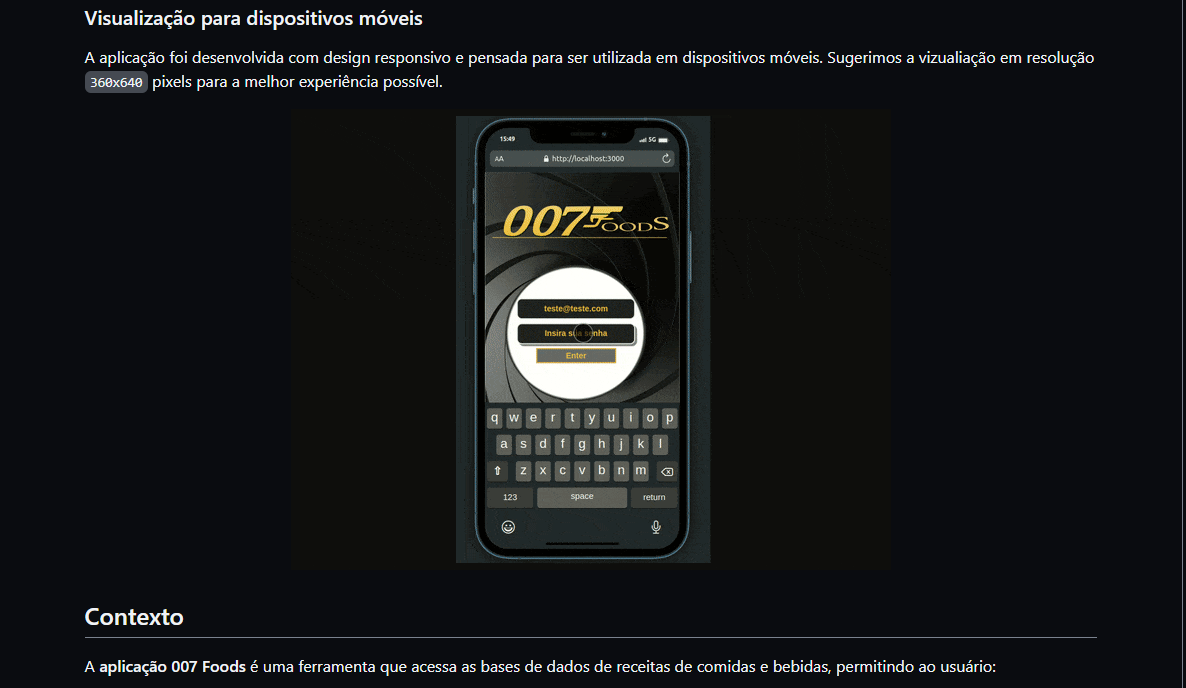 Visualização para dispositivos móveis
A aplicação foi desenvolvida com design responsivo e pensada para ser utilizada em dispositivos móveis. Sugerimos a vizualiação em resolução
360x640 pixels para a melhor experiência possível.
15:49 5G
AA http://localhost:3000
007 FOODS
teste@teste.com
Insira sua senha
Enter
q w e r t y u i o p
a s d f g h j k l
z x c v b n m
123 space return
Contexto
A aplicação 007 Foods é uma ferramenta que acessa as bases de dados de receitas de comidas e bebidas, permitindo ao usuário: